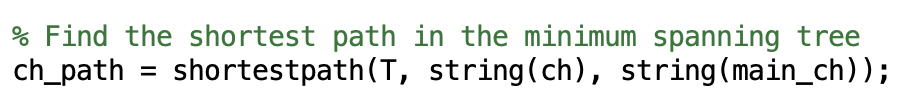 % Find the shortest path in the minimum spanning tree
ch_path = shortestpath(T, string(ch), string(main_ch));